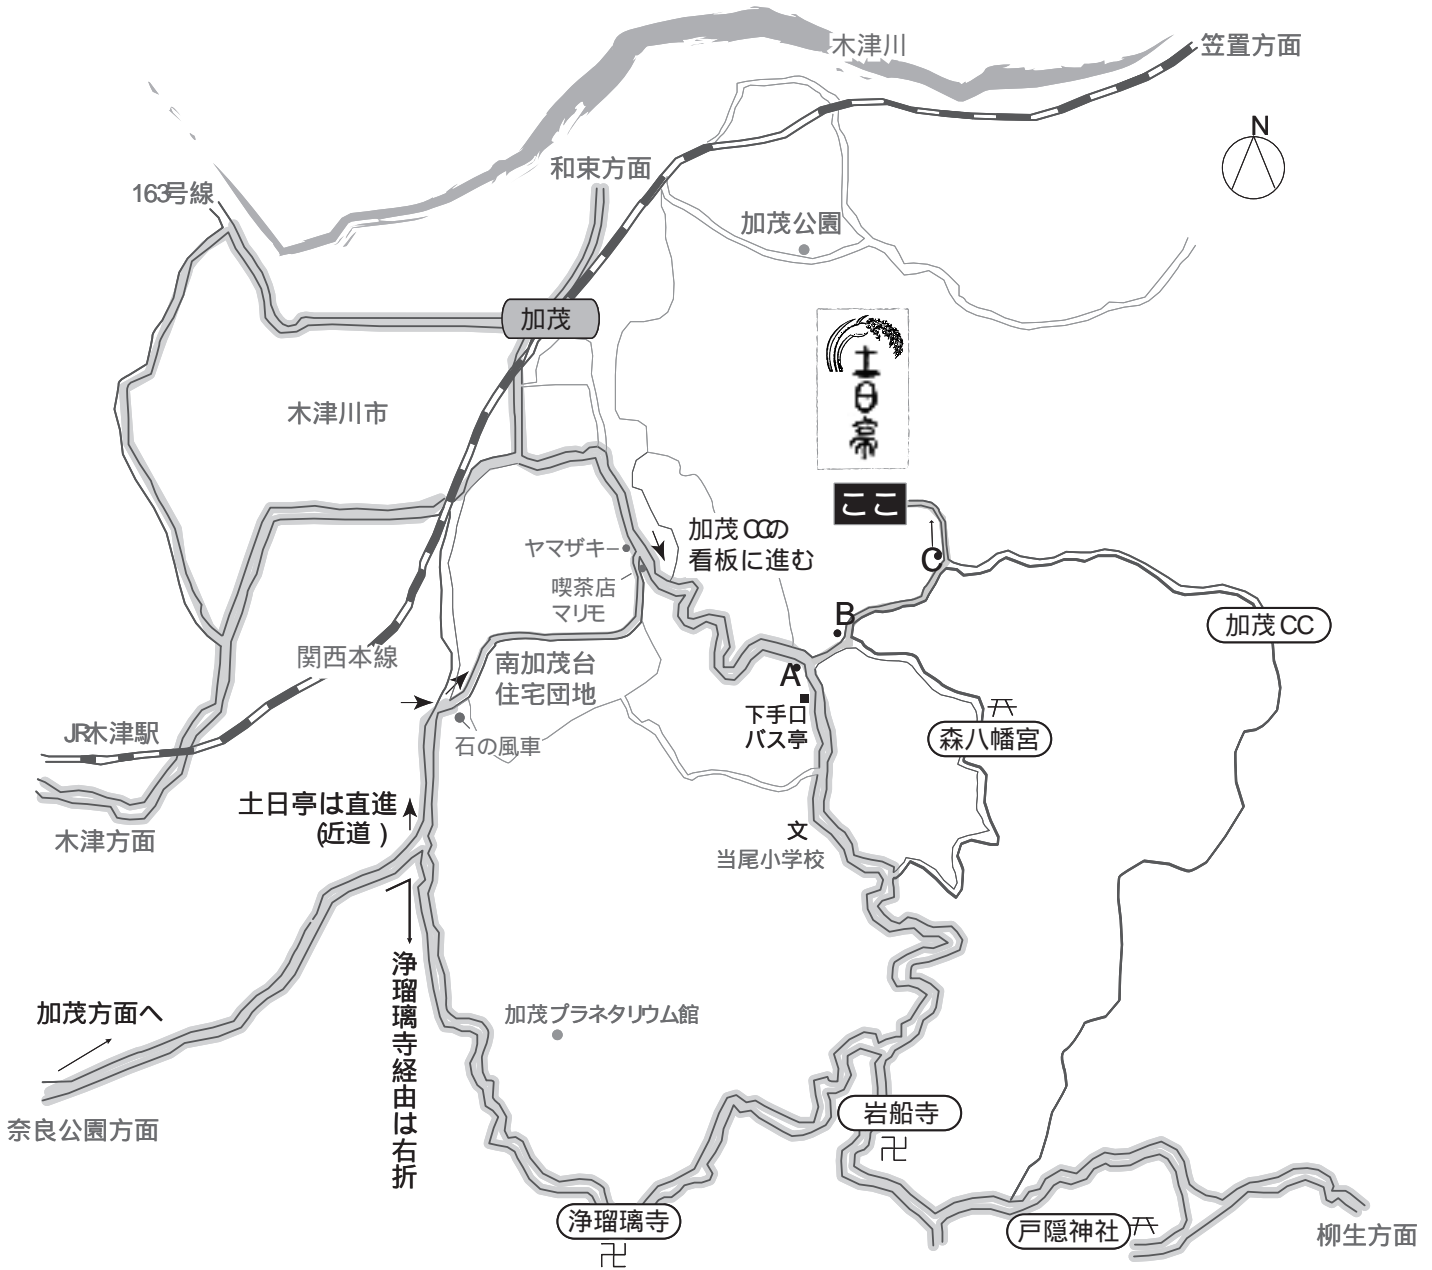 木津川
笠置方面
N
和束方面
163号線
加茂公園
加茂
土日亭
木津川市
ここ
加茂CCの
看板に進む
ヤマザキ
C
喫茶店
マリモ
B
加茂CC
関西本線
南加茂台
住宅団地
A
下手口
バス亭
森八幡宮
JR木津駅
石の風車
土日亭は直進
(近道)
木津方面
文
当尾小学校
浄瑠璃寺経由は右折
加茂方面へ
加茂プラネタリウム館
奈良公園方面
岩船寺
卍
浄瑠璃寺
卍
戸隠神社
柳生方面